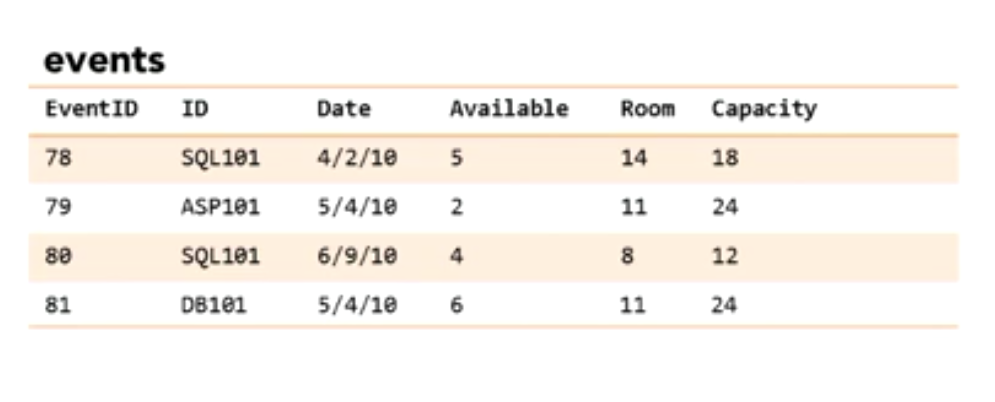 events
EventID ID Date Available Room Capacity
78 SQL101 4/2/10 5 14 18
79 ASP101 5/4/10 2 11 24
80 SQL101 6/9/10 4 8 12
81 DB101 5/4/10 6 11 24